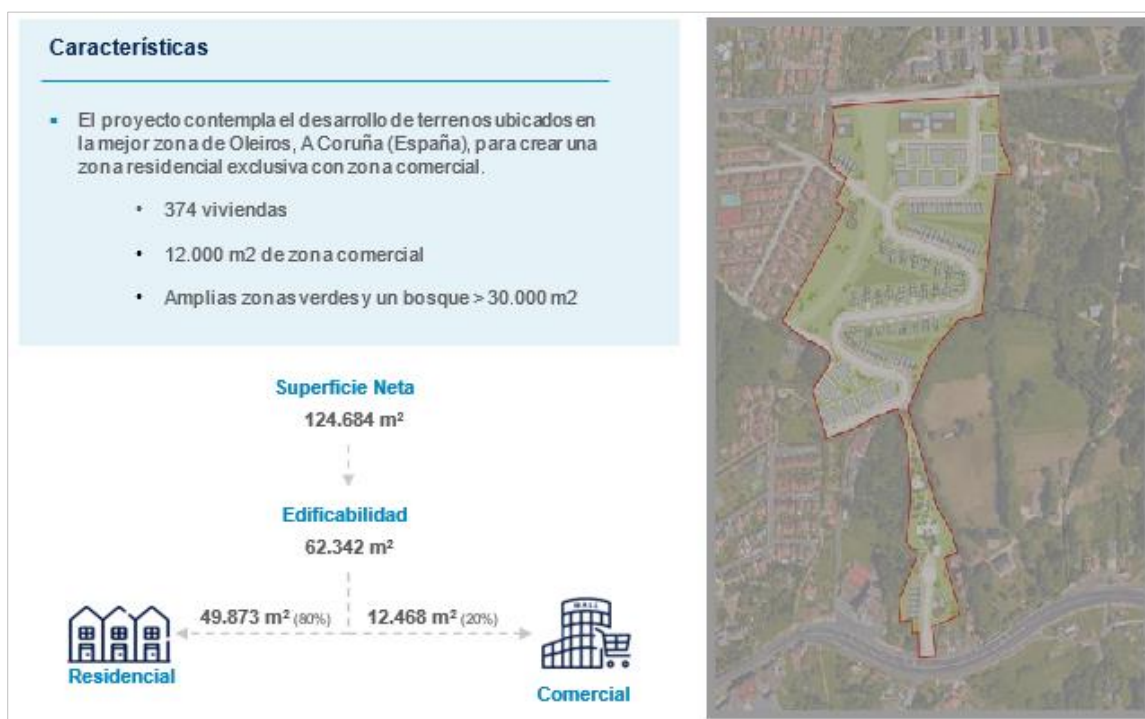 Características
▪ El proyecto contempla el desarrollo de terrenos ubicados en
la mejor zona de Oleiros, A Coruña (España), para crear una
zona residencial exclusiva con zona comercial.
• 374 viviendas
• 12.000 m2 de zona comercial
• Amplias zonas verdes y un bosque > 30.000 m2
Superficie Neta
124.684 m²
Edificabilidad
62.342 m²
49.873 m² (80%)
12.468 m² (20%)
MALL
Residencial
Comercial